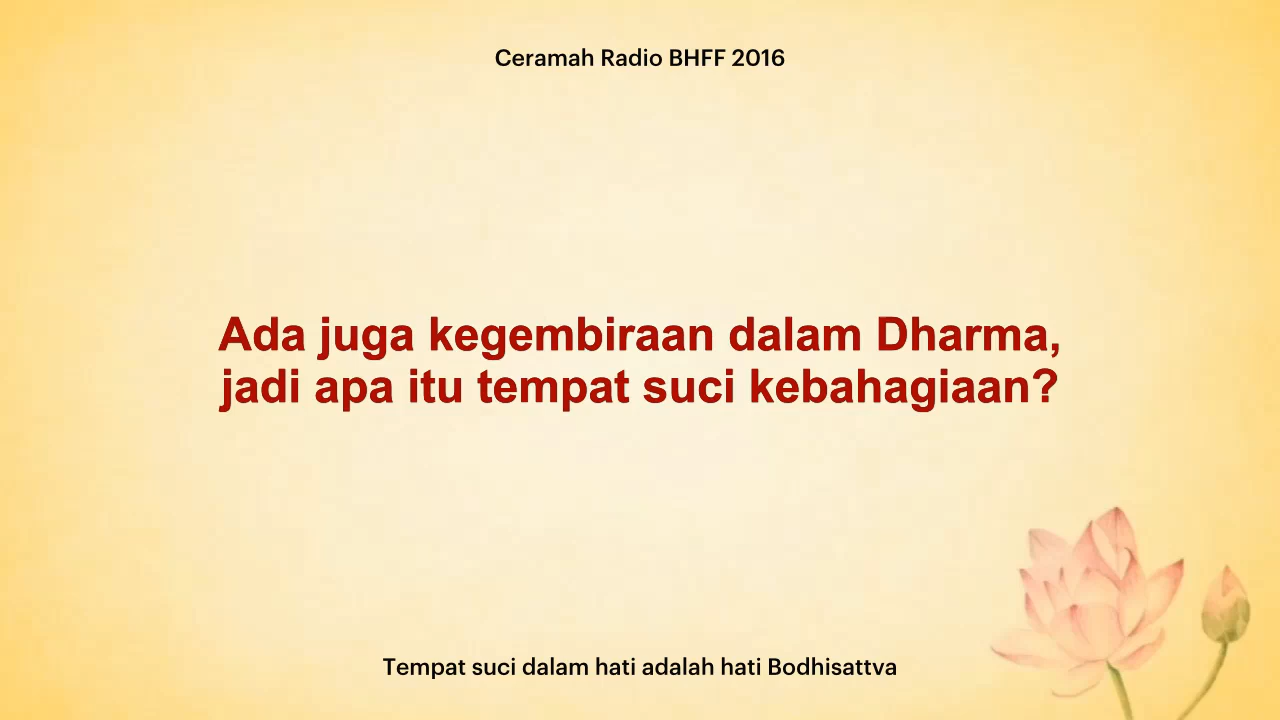 Ceramah Radio BHFF 2016
Ada juga kegembiraan dalam Dharma,
jadi apa itu tempat suci kebahagiaan?
Tempat suci dalam hati adalah hati Bodhisattva